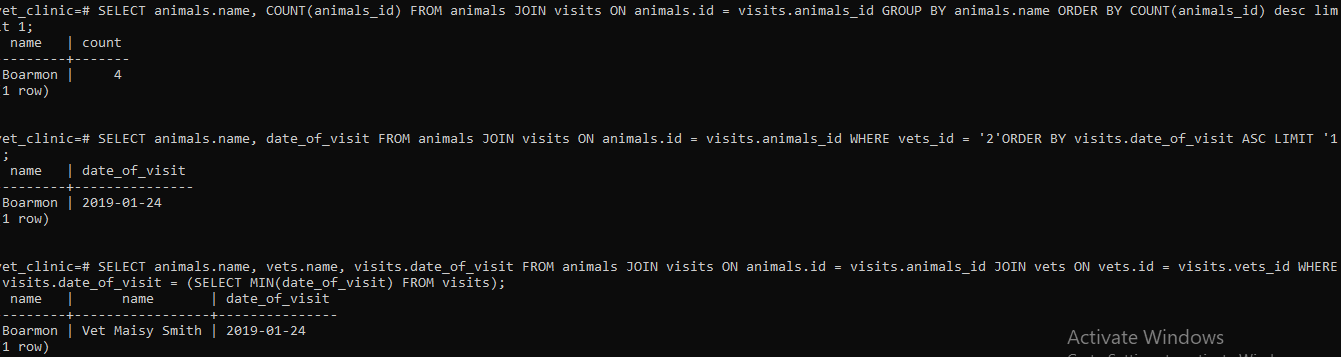 vet_clinic=# SELECT animals.name, COUNT(animals_id) FROM animals JOIN visits ON animals.id = visits.animals_id GROUP BY animals.name ORDER BY COUNT(animals_id) desc lim
t 1;
name | count
--------+-------
Boarmon | 4
1 row)
vet_clinic=# SELECT animals.name, date_of_visit FROM animals JOIN visits ON animals.id = visits.animals_id WHERE vets_id = '2'ORDER BY visits.date_of_visit ASC LIMIT '1
;
name | date_of_visit
--------+---------------
Boarmon | 2019-01-24
1 row)
vet_clinic=# SELECT animals.name, vets.name, visits.date_of_visit FROM animals JOIN visits ON animals.id = visits.animals_id JOIN vets ON vets.id = visits.vets_id WHERE
visits.date_of_visit = (SELECT MIN(date_of_visit) FROM visits);
name | name | date_of_visit
--------+-----------------+---------------
Boarmon | Vet Maisy Smith | 2019-01-24
1 row)
Activate Windows